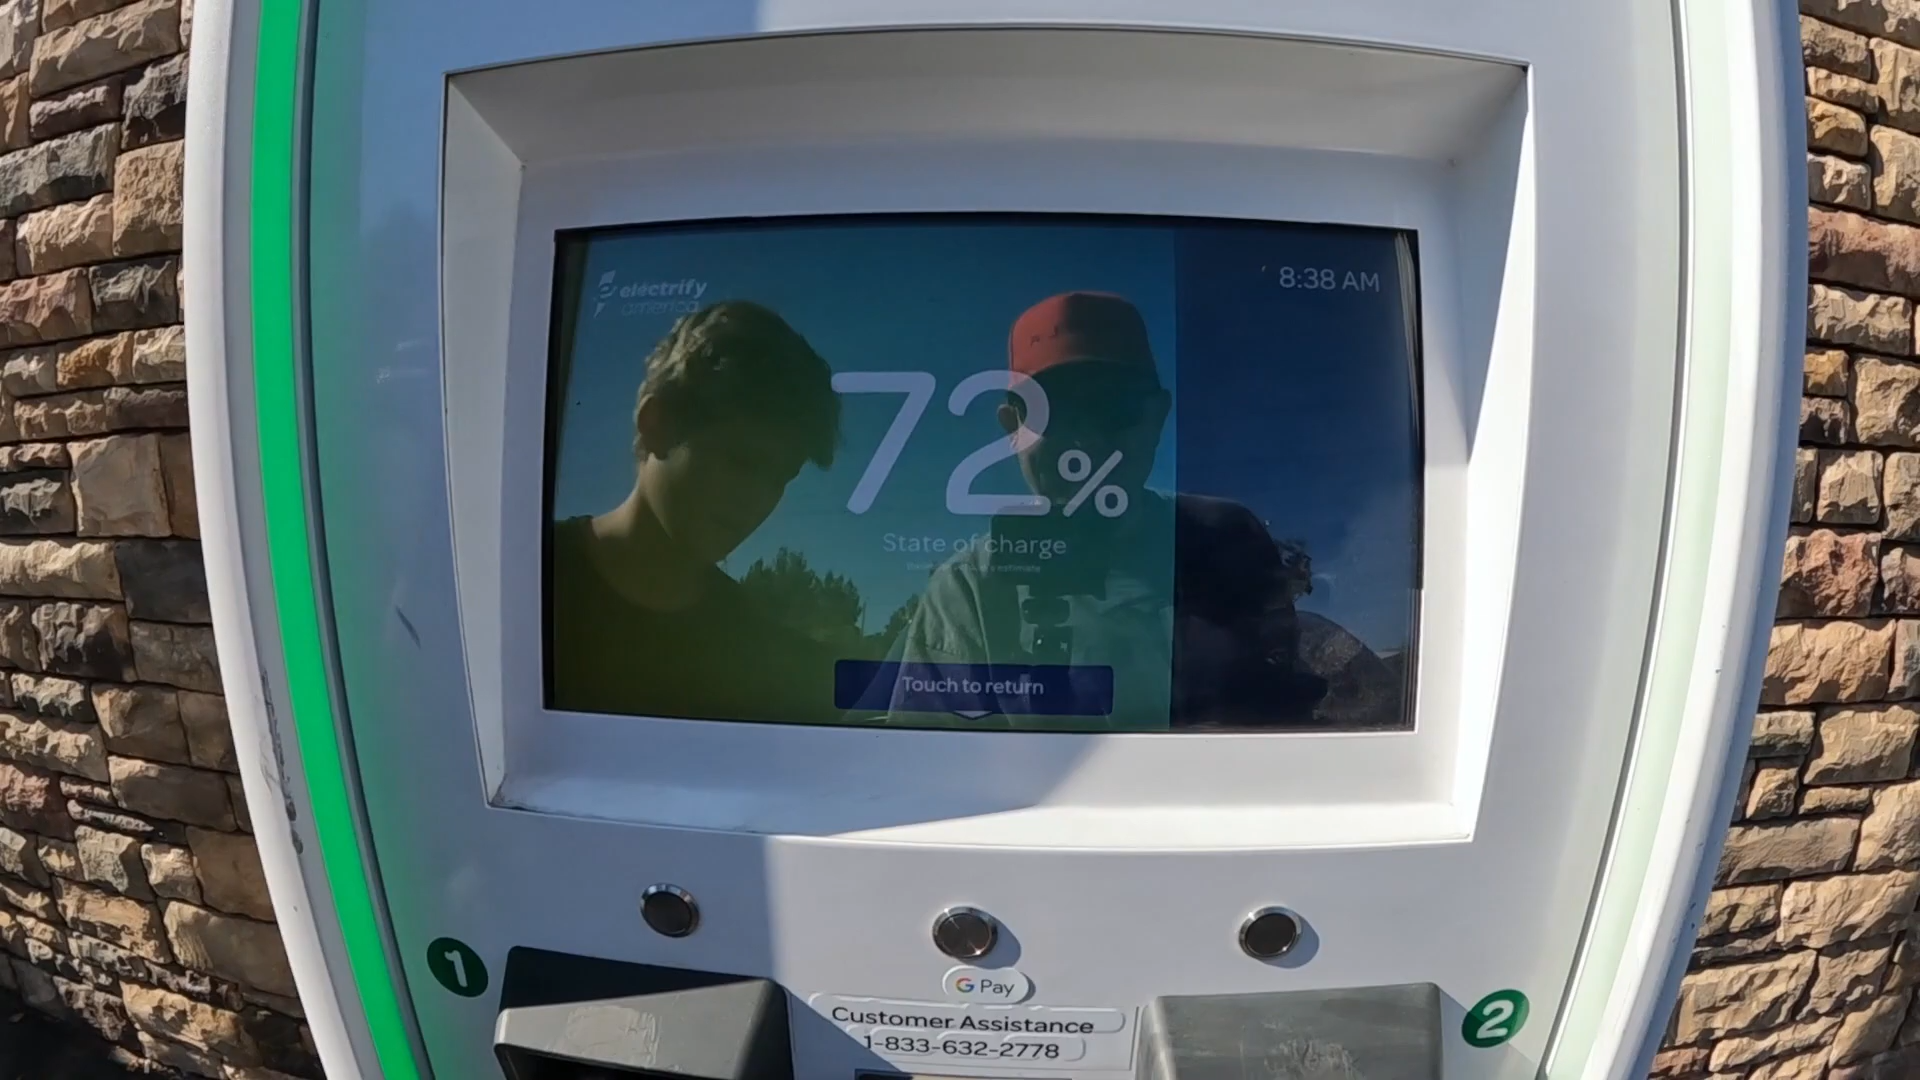 electrify
america
8:38 AM
72%
State of charge
Touch to return
1
G Pay
2
Customer Assistance
1-833-632-2778